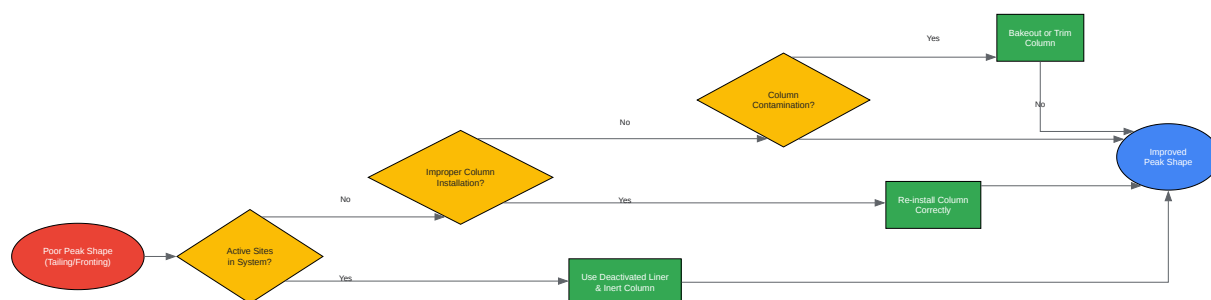 Bakeout or Trim
Column
Yes
Column
Contamination?
No
No
Improved
Peak Shape
Improper Column
Installation?
Re-install Column
Correctly
Yes
No
Poor Peak Shape
(Tailing/Fronting)
Active Sites
in System?
Yes
Use Deactivated Liner
& Inert Column